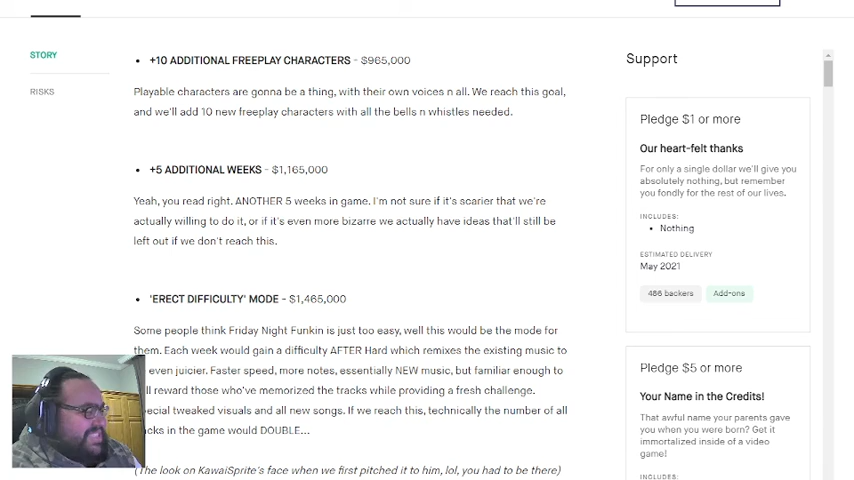 STORY
RISKS
• +10 ADDITIONAL FREEPLAY CHARACTERS - $965,000
Playable characters are gonna be a thing, with their own voices n all. We reach this goal,
and we'll add 10 new freeplay characters with all the bells n whistles needed.
• +5 ADDITIONAL WEEKS - $1,165,000
Yeah, you read right. ANOTHER 5 weeks in game. I'm not sure if it's scarier that we're
actually willing to do it, or if it's even more bizarre we actually have ideas that'll still be
left out if we don't reach this.
• 'ERECT DIFFICULTY' MODE - $1,465,000
Some people think Friday Night Funkin is just too easy, well this would be the mode for
them. Each week would gain a difficulty AFTER Hard which remixes the existing music to
even juicier. Faster speed, more notes, essentially NEW music, but familiar enough to
reward those who've memorized the tracks while providing a fresh challenge.
tweaked visuals and all new songs. If we reach this, technically the number of all
in the game would DOUBLE...
(The look on KawaiSprite's face when we first pitched it to him, lol, you had to be there)
Support
Pledge $1 or more
Our heart-felt thanks
For only a single dollar we'll give you
absolutely nothing, but remember
you fondly for the rest of our lives.
INCLUDES:
• Nothing
ESTIMATED DELIVERY
May 2021
486 backers Add-ons
Pledge $5 or more
Your Name in the Credits!
That awful name your parents gave
you when you were born? Get it
immortalized inside of a video
game!
INCLUDES: